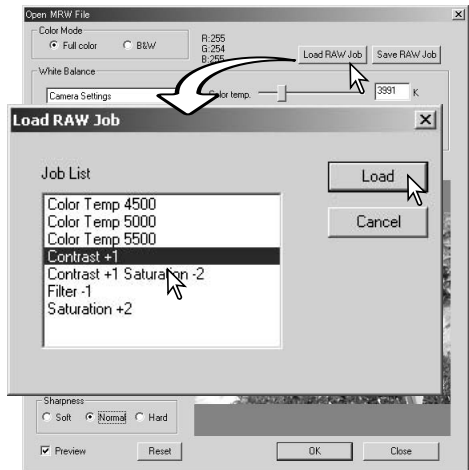 Open MRW File
Color Mode
Full color
B&W
R:255
G:254
B:255
Load RAW Job
Save RAW Job
White Balance
Camera Settings
Color temp.
3991
K
Load RAW Job
Job List
Color Temp 4500
Color Temp 5000
Color Temp 5500
Contrast +1
Contrast +1 Saturation -2
Filter -1
Saturation +2
Load
Cancel
Sharpness
Soft
Normal
Hard
Preview
Reset
OK
Close